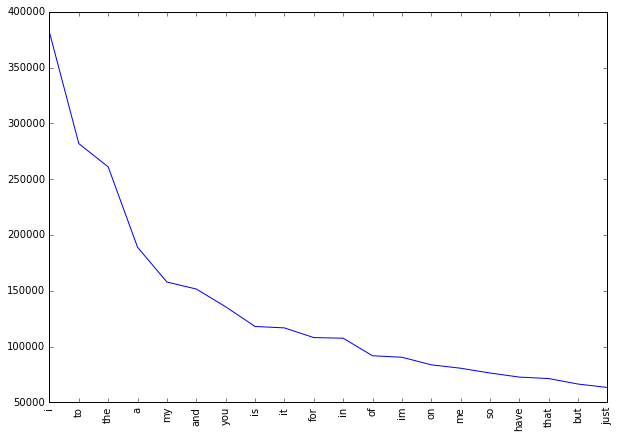 400000
350000
300000
250000
200000
150000
100000
50000
i
to
the
a
my
and
you
is
it
for
in
of
im
on
me
so
have
that
but
just